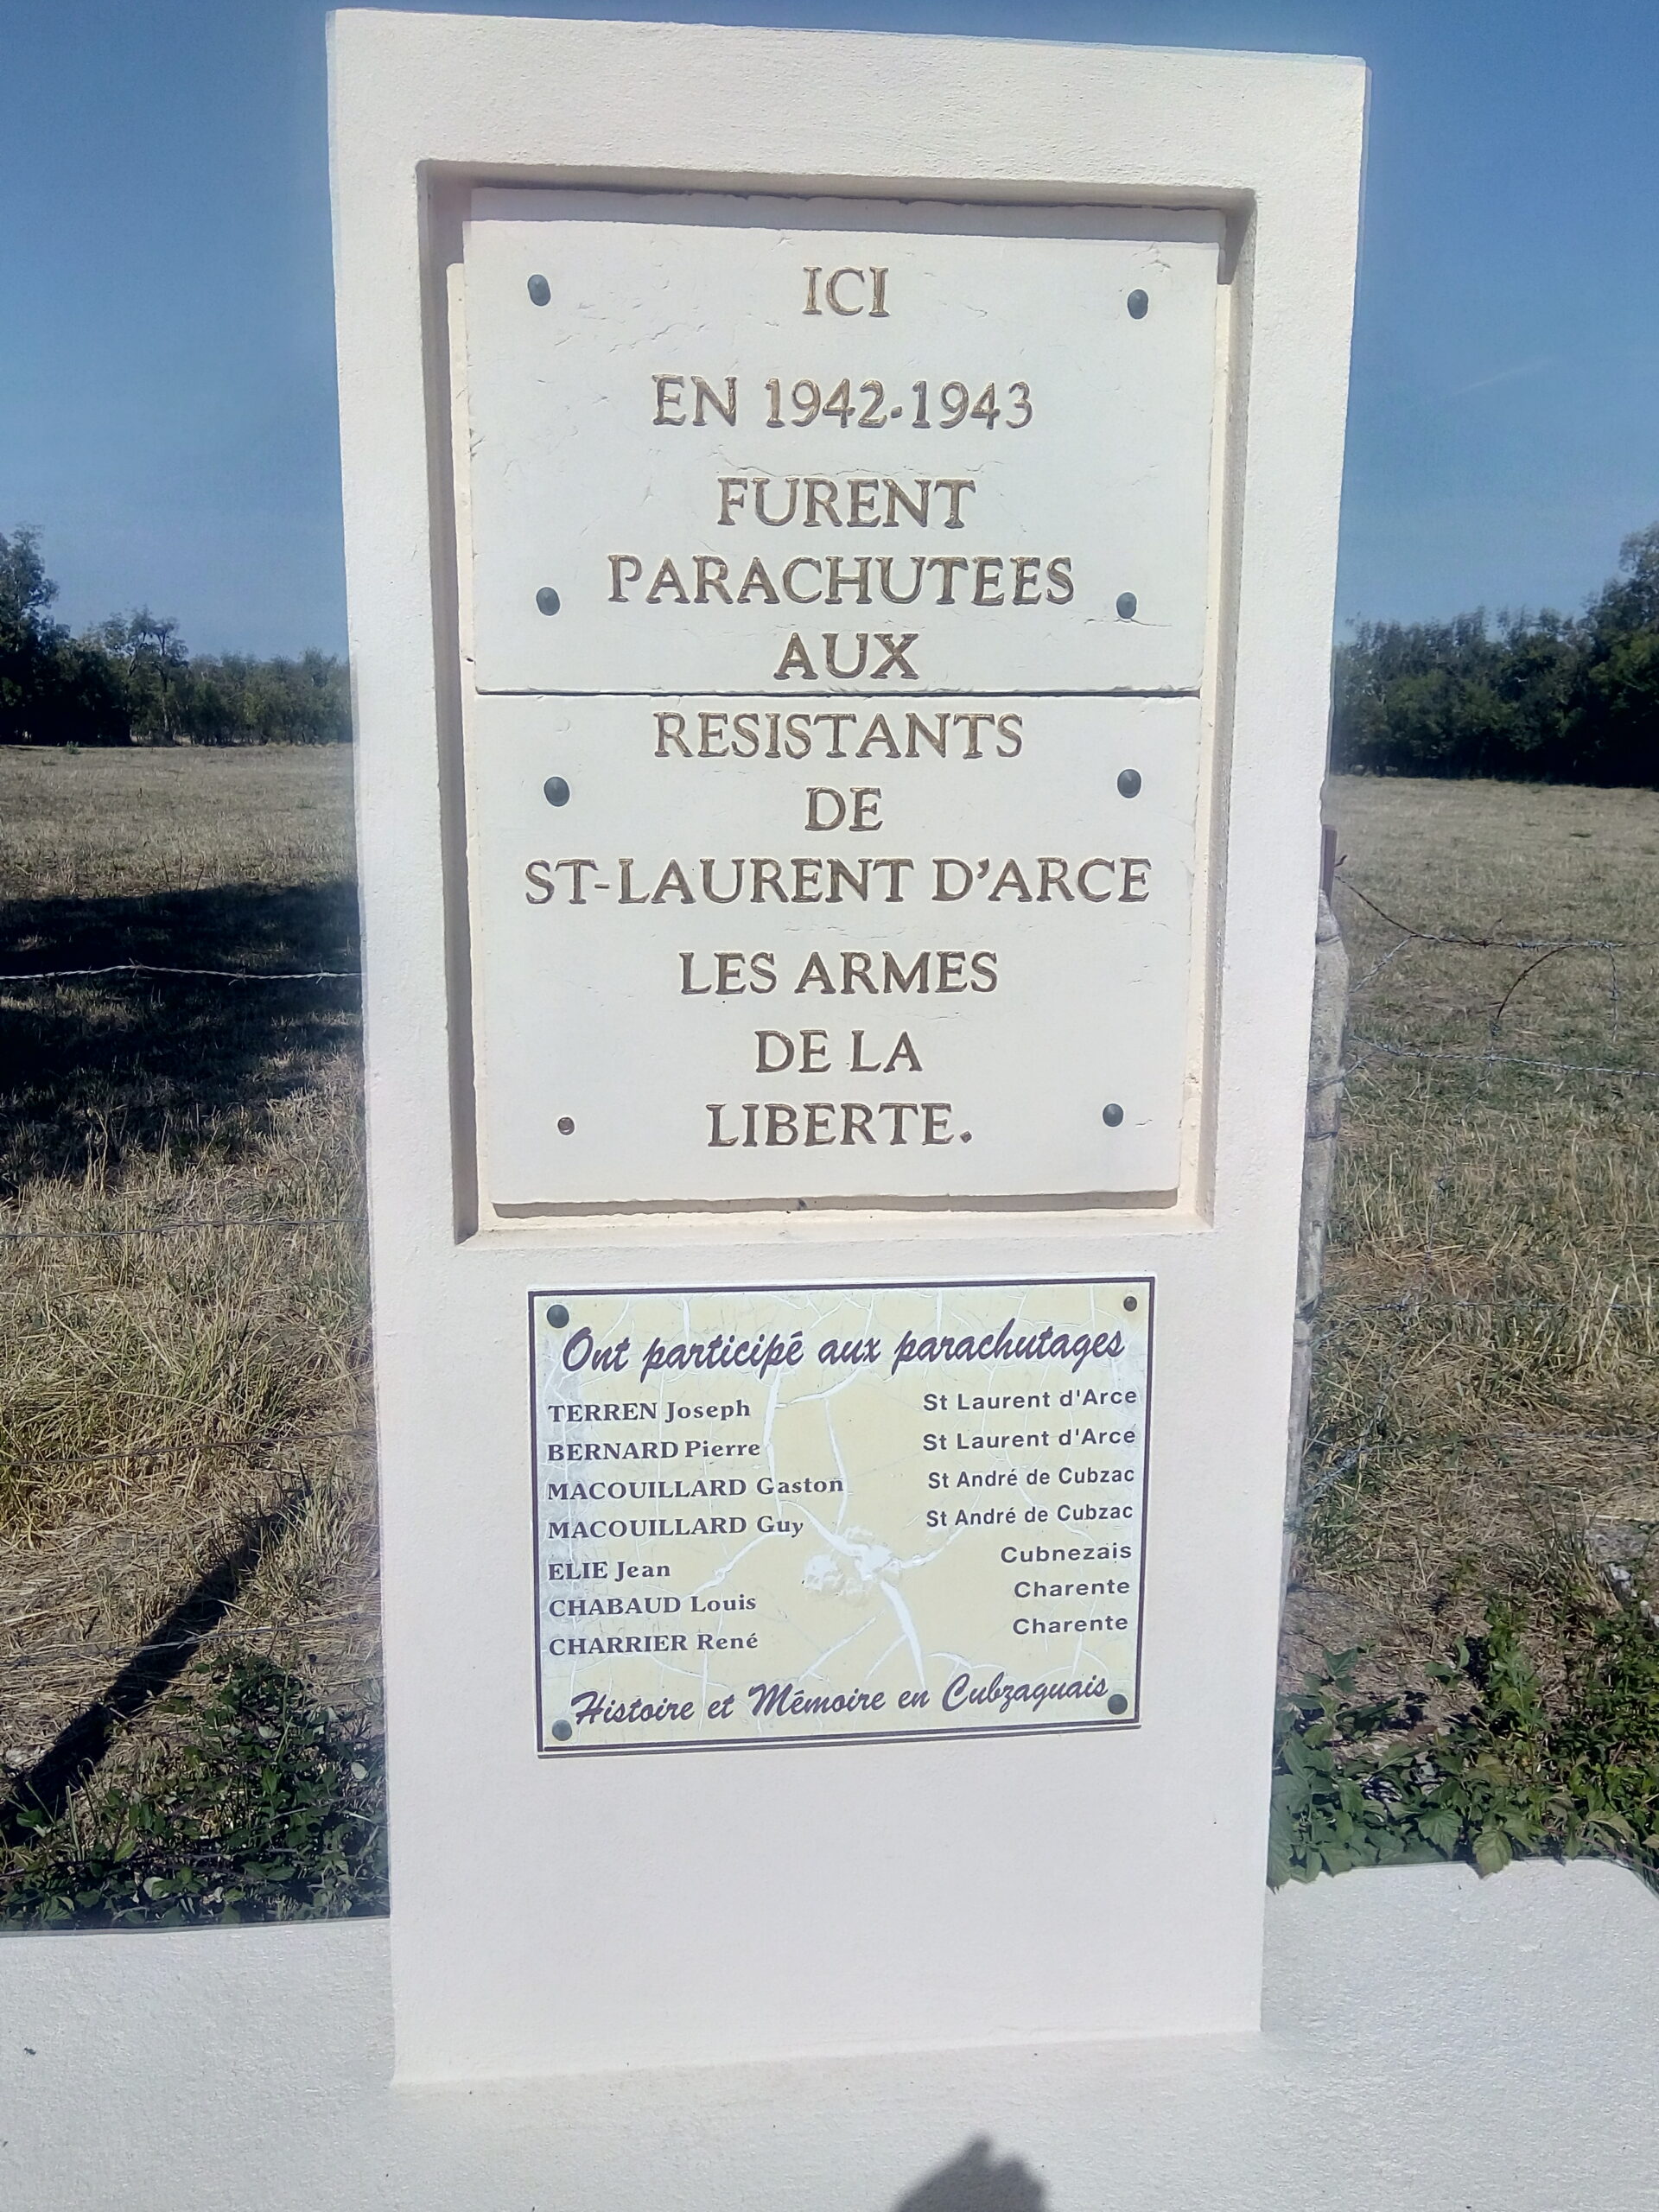 ICI
EN 1942-1943
FURENT
PARACHUTEES
AUX
RESISTANTS
DE
ST-LAURENT D'ARCE
LES ARMES
DE LA
LIBERTE.
Ont participé aux parachutages
TERREN Joseph St Laurent d'Arce
BERNARD Pierre St Laurent d'Arce
MACOUILLARD Gaston St André de Cubzac
MACOUILLARD Guy St André de Cubzac
ELIE Jean Cubnezais
CHABAUD Louis Charente
CHARRIER René Charente
Histoire et Mémoire en Cubzaguais